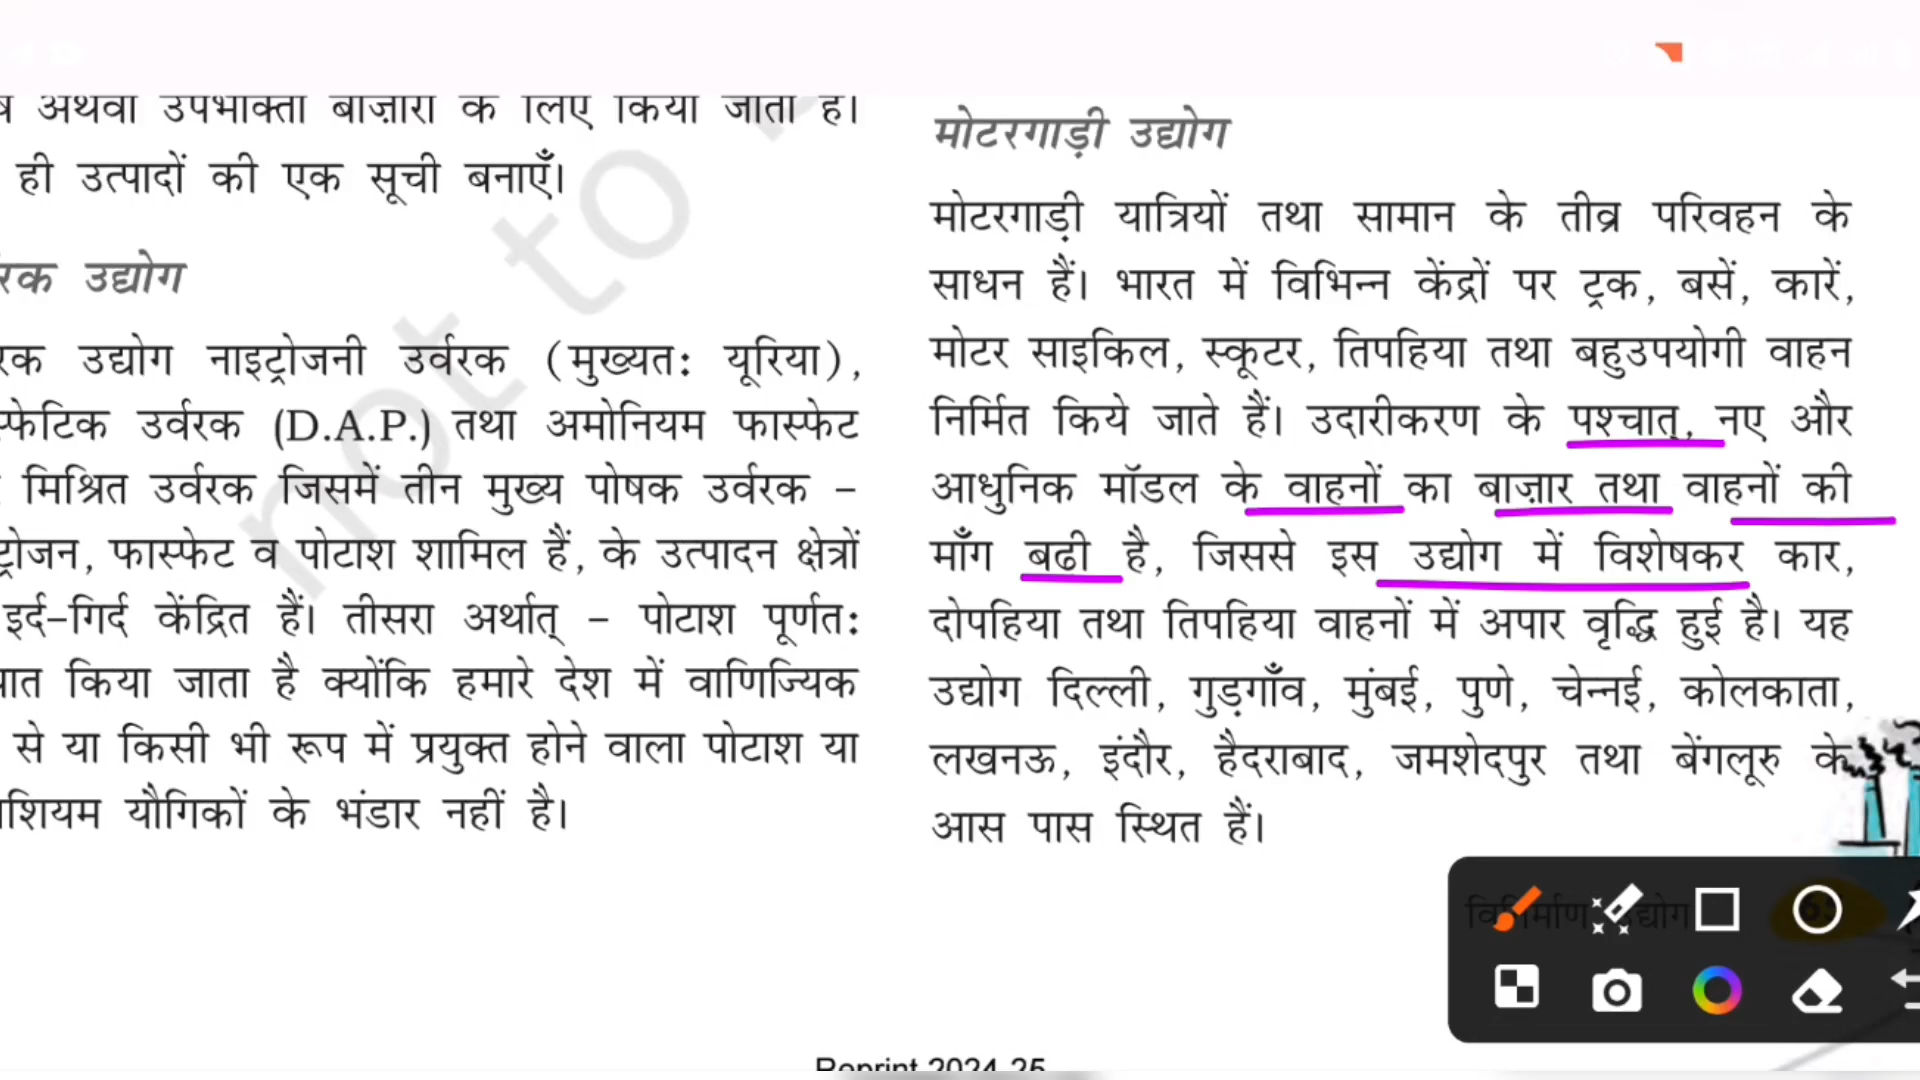 अथवा उपभोक्ता बाज़ारों के लिए किया जाता है।
ही उत्पादों की एक सूची बनाएँ।
उद्योग
उद्योग नाइट्रोजनी उर्वरक (मुख्यत: यूरिया),
उर्वरक (D.A.P.) तथा अमोनियम फास्फेट
मिश्रित उर्वरक जिसमें तीन मुख्य पोषक उर्वरक –
फास्फेट व पोटाश शामिल हैं, के उत्पादन क्षेत्रों
इर्द-गिर्द केंद्रित हैं। तीसरा अर्थात् – पोटाश पूर्णत:
किया जाता है क्योंकि हमारे देश में वाणिज्यिक
से या किसी भी रूप में प्रयुक्त होने वाला पोटाश या
यौगिकों के भंडार नहीं है।
मोटरगाड़ी उद्योग
मोटरगाड़ी यात्रियों तथा सामान के तीव्र परिवहन के
साधन हैं। भारत में विभिन्न केंद्रों पर ट्रक, बसें, कारें,
मोटर साइकिल, स्कूटर, तिपहिया तथा बहुउपयोगी वाहन
निर्मित किये जाते हैं। उदारीकरण के पश्चात्, नए और
आधुनिक मॉडल के वाहनों का बाज़ार तथा वाहनों की
माँग बढी है, जिससे इस उद्योग में विशेषकर कार,
दोपहिया तथा तिपहिया वाहनों में अपार वृद्धि हुई है। यह
उद्योग दिल्ली, गुड़गाँव, मुंबई, पुणे, चेन्नई, कोलकाता,
लखनऊ, इंदौर, हैदराबाद, जमशेदपुर तथा बेंगलूरु के
आस पास स्थित हैं।
not to
Reprint 2024-25